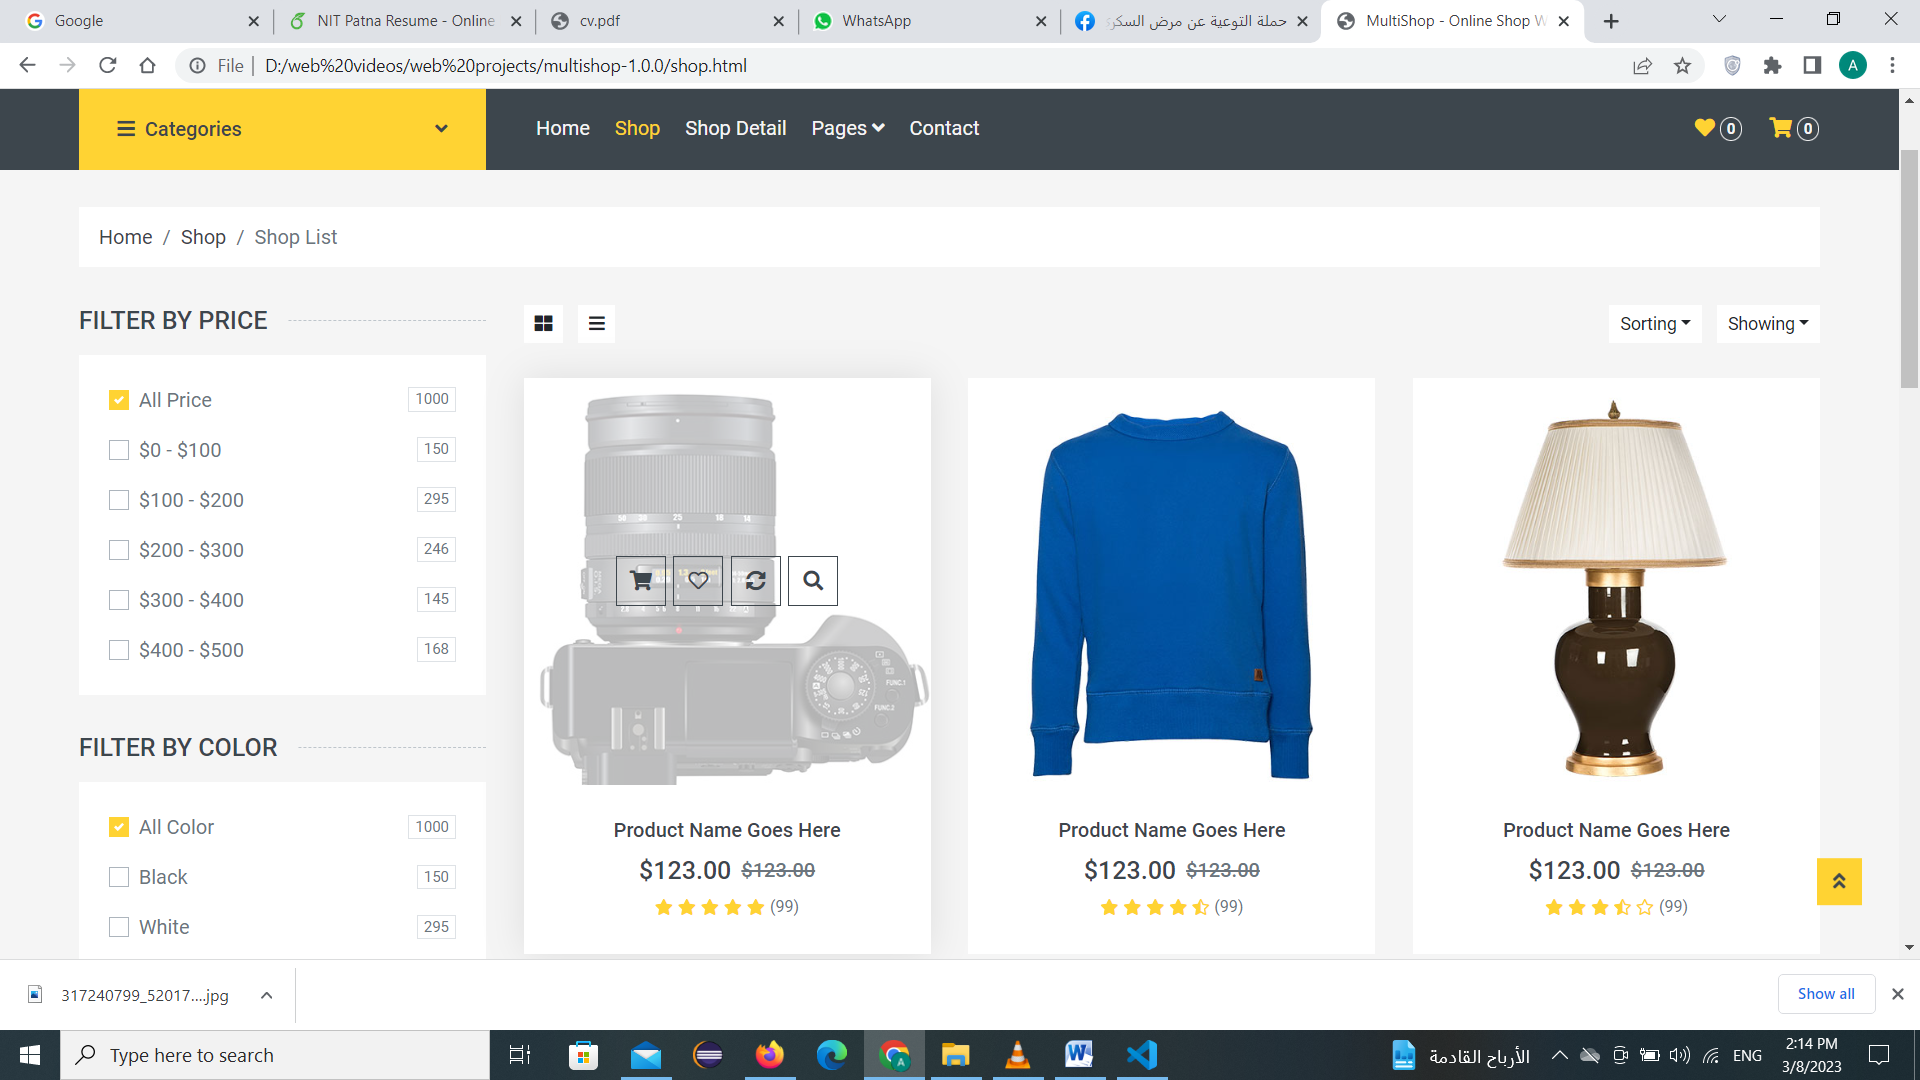 Google
NIT Patna Resume - Online
cv.pdf
WhatsApp
حملة التوعية عن مرض السكري
MultiShop - Online Shop W
File
D:/web%20videos/web%20projects/multishop-1.0.0/shop.html
A
Categories
Home
Shop
Shop Detail
Pages
Contact
0
0
Home / Shop / Shop List
FILTER BY PRICE
Sorting
Showing
All Price 1000
$0 - $100 150
$100 - $200 295
$200 - $300 246
$300 - $400 145
$400 - $500 168
FILTER BY COLOR
All Color 1000
Black 150
White 295
FUNC.1
FUNC.2
Product Name Goes Here
$123.00 $123.00
(99)
Product Name Goes Here
$123.00 $123.00
(99)
Product Name Goes Here
$123.00 $123.00
(99)
317240799_52017....jpg
Show all
Type here to search
الأرباح القادمة
ENG
2:14 PM
3/8/2023